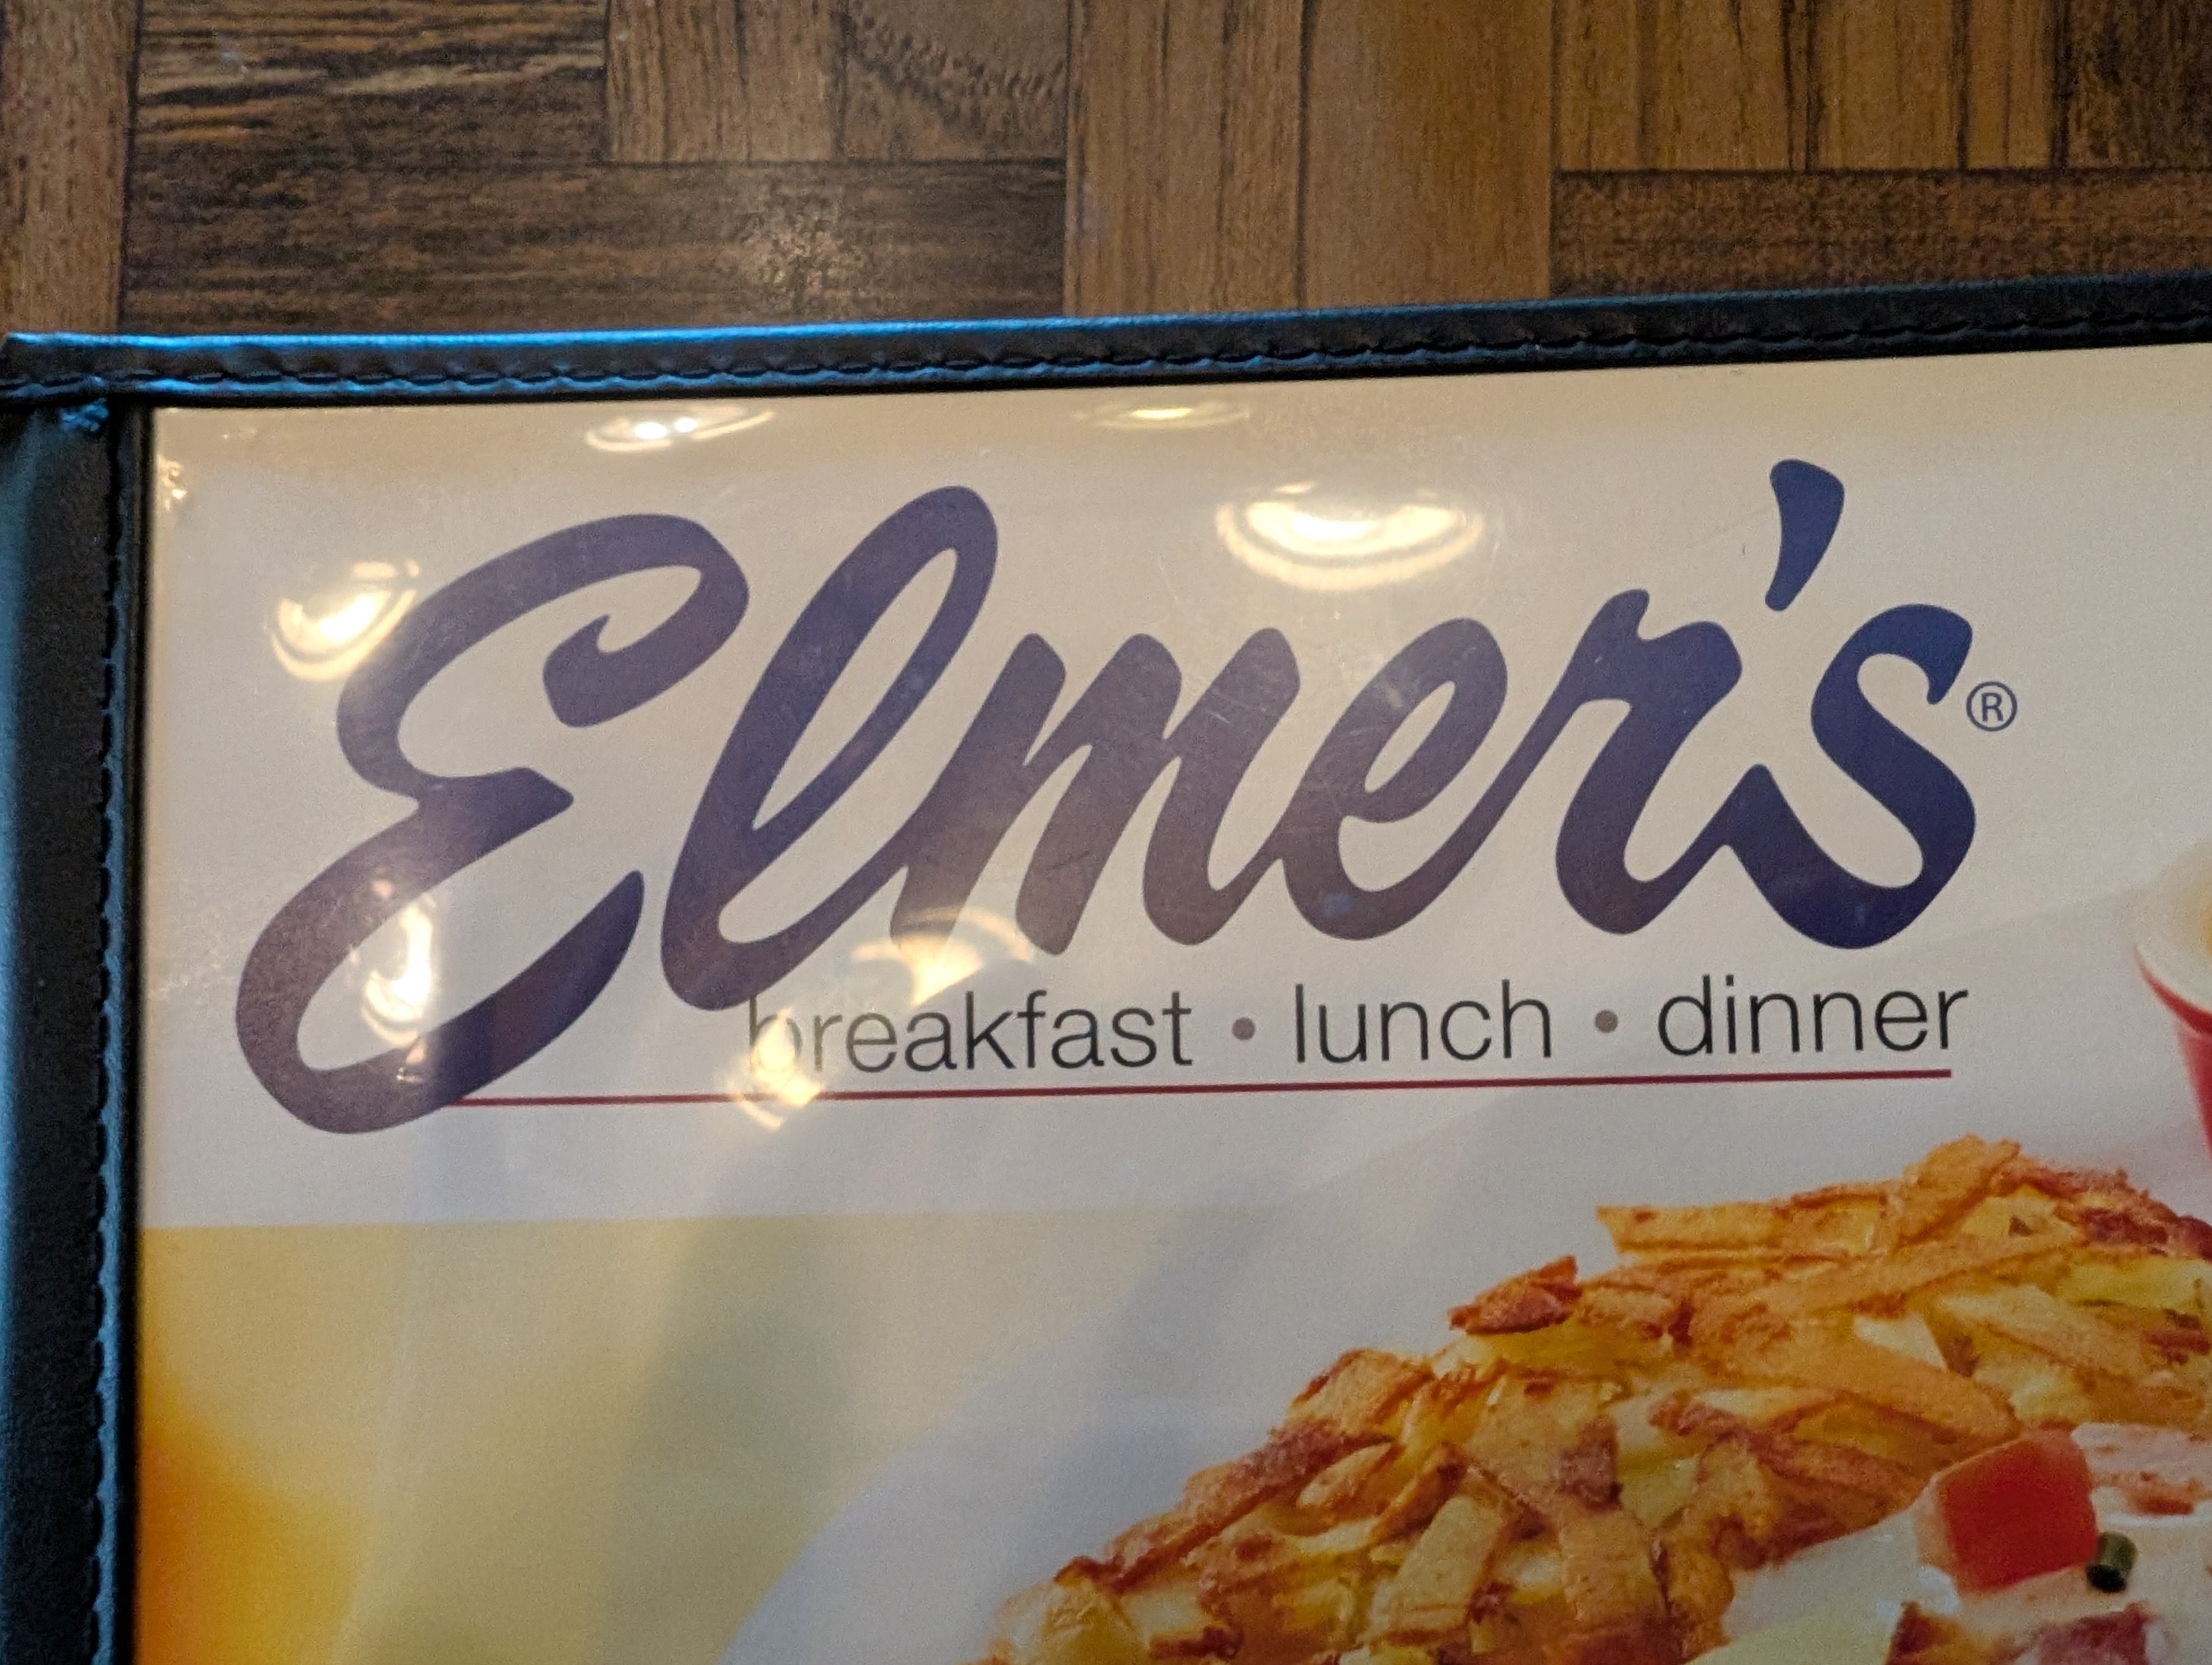 Elmer's®
breakfast • lunch • dinner